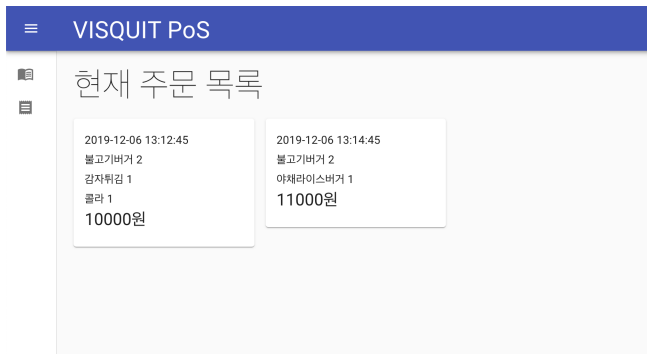 VISQUIT PoS
현재 주문 목록
2019-12-06 13:12:45
불고기버거 2
감자튀김 1
콜라 1
10000원
2019-12-06 13:14:45
불고기버거 2
야채라이스버거 1
11000원